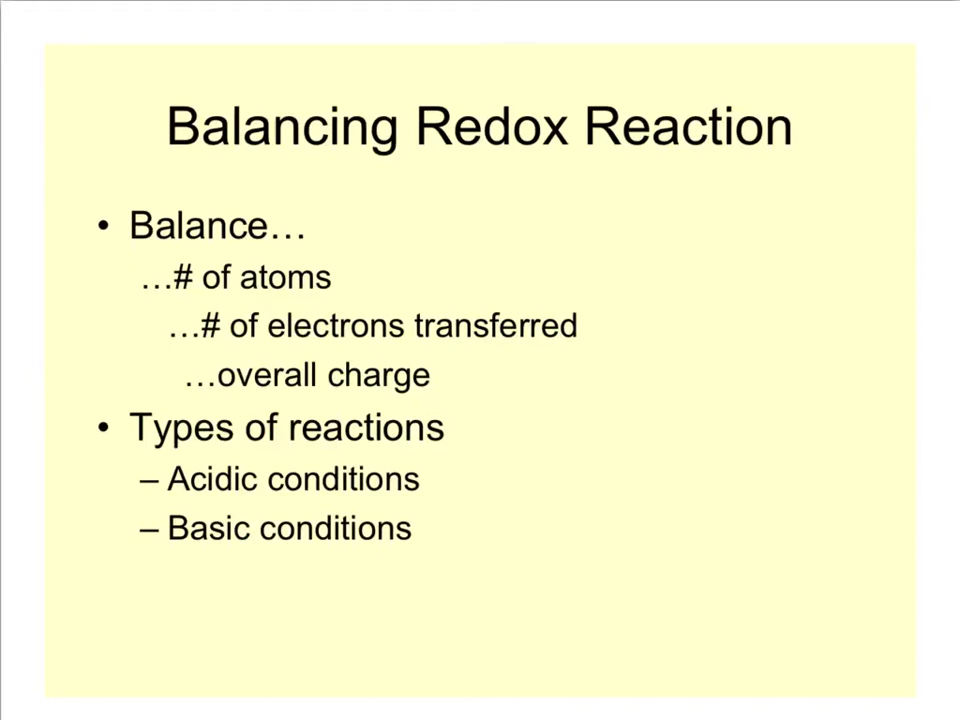 Balancing Redox Reaction
• Balance…
…# of atoms
…# of electrons transferred
…overall charge
• Types of reactions
– Acidic conditions
– Basic conditions